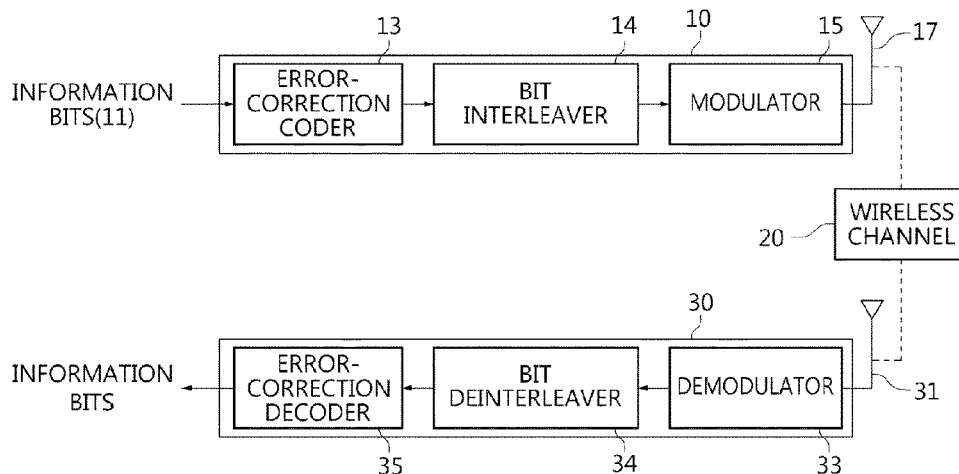 13
14
10
15
17
INFORMATION
BITS(11)
ERROR-
CORRECTION
CODER
BIT
INTERLEAVER
MODULATOR
20
WIRELESS
CHANNEL
30
INFORMATION
BITS
ERROR-
CORRECTION
DECODER
BIT
DEINTERLEAVER
DEMODULATOR
31
35
34
33